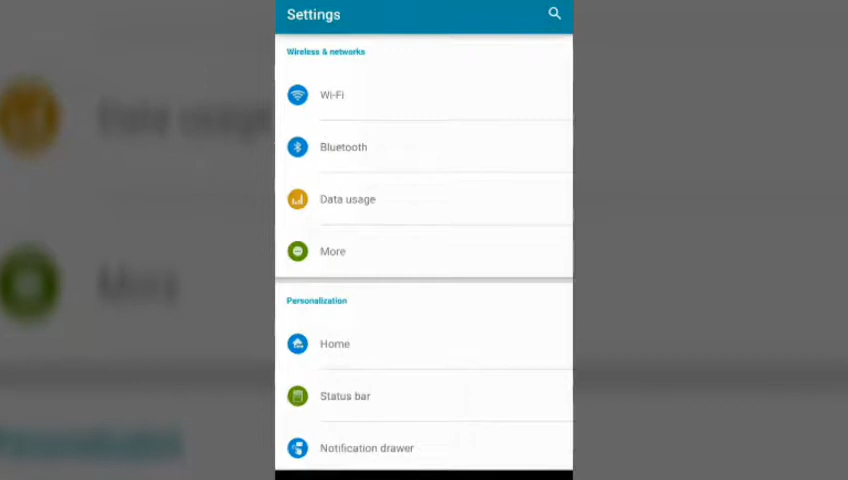 Settings
Wireless & networks
Wi-Fi
Bluetooth
Data usage
More
Personalization
Home
Status bar
Notification drawer